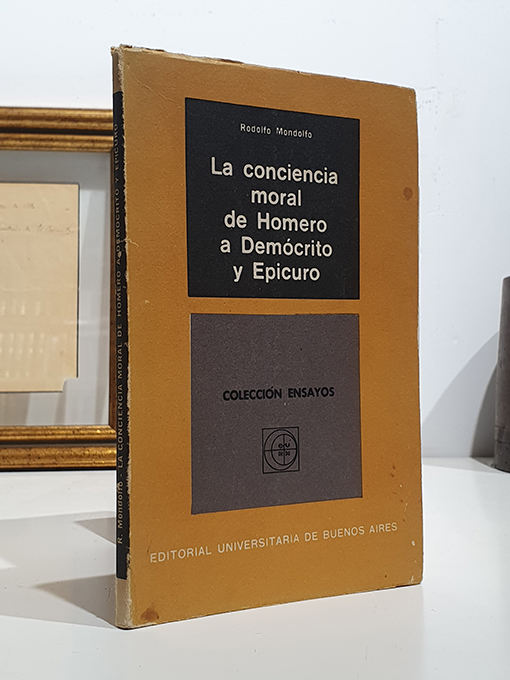 Rodolfo Mondolfo
La conciencia
moral
de Homero
a Demócrito
y Epicuro
COLECCIÓN ENSAYOS
EDITORIAL UNIVERSITARIA DE BUENOS AIRES
R. Mondolfo - LA CONCIENCIA MORAL DE HOMERO A DEMOCRITO Y EPICURO